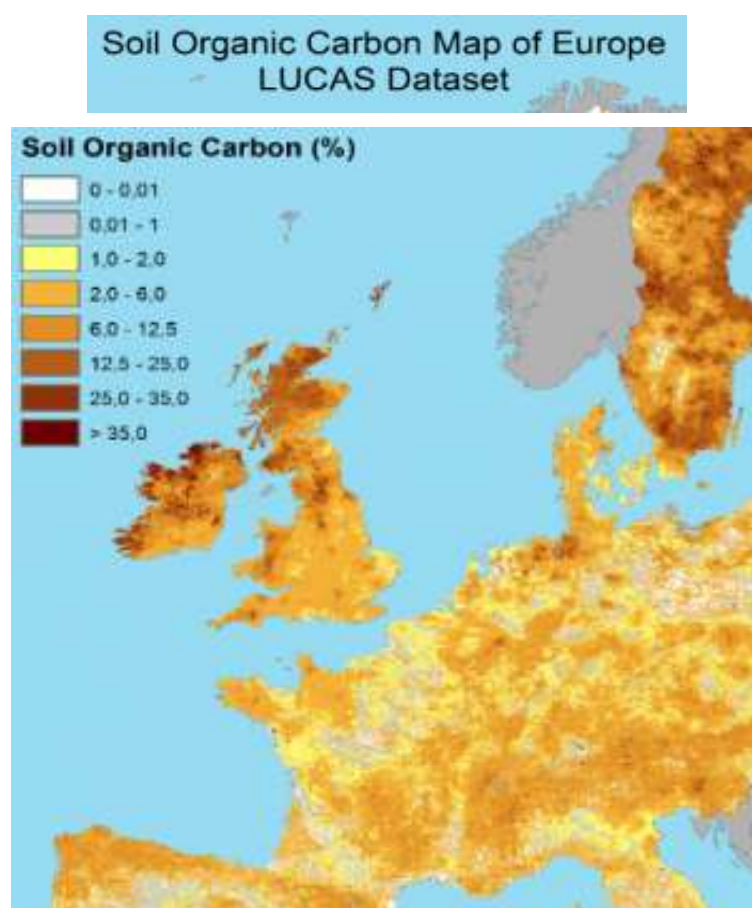 Soil Organic Carbon Map of Europe
LUCAS Dataset
Soil Organic Carbon (%)
0 - 0,01
0,01 - 1
1,0 - 2,0
2,0 - 6,0
6,0 - 12,5
12,5 - 25,0
25,0 - 35,0
> 35,0